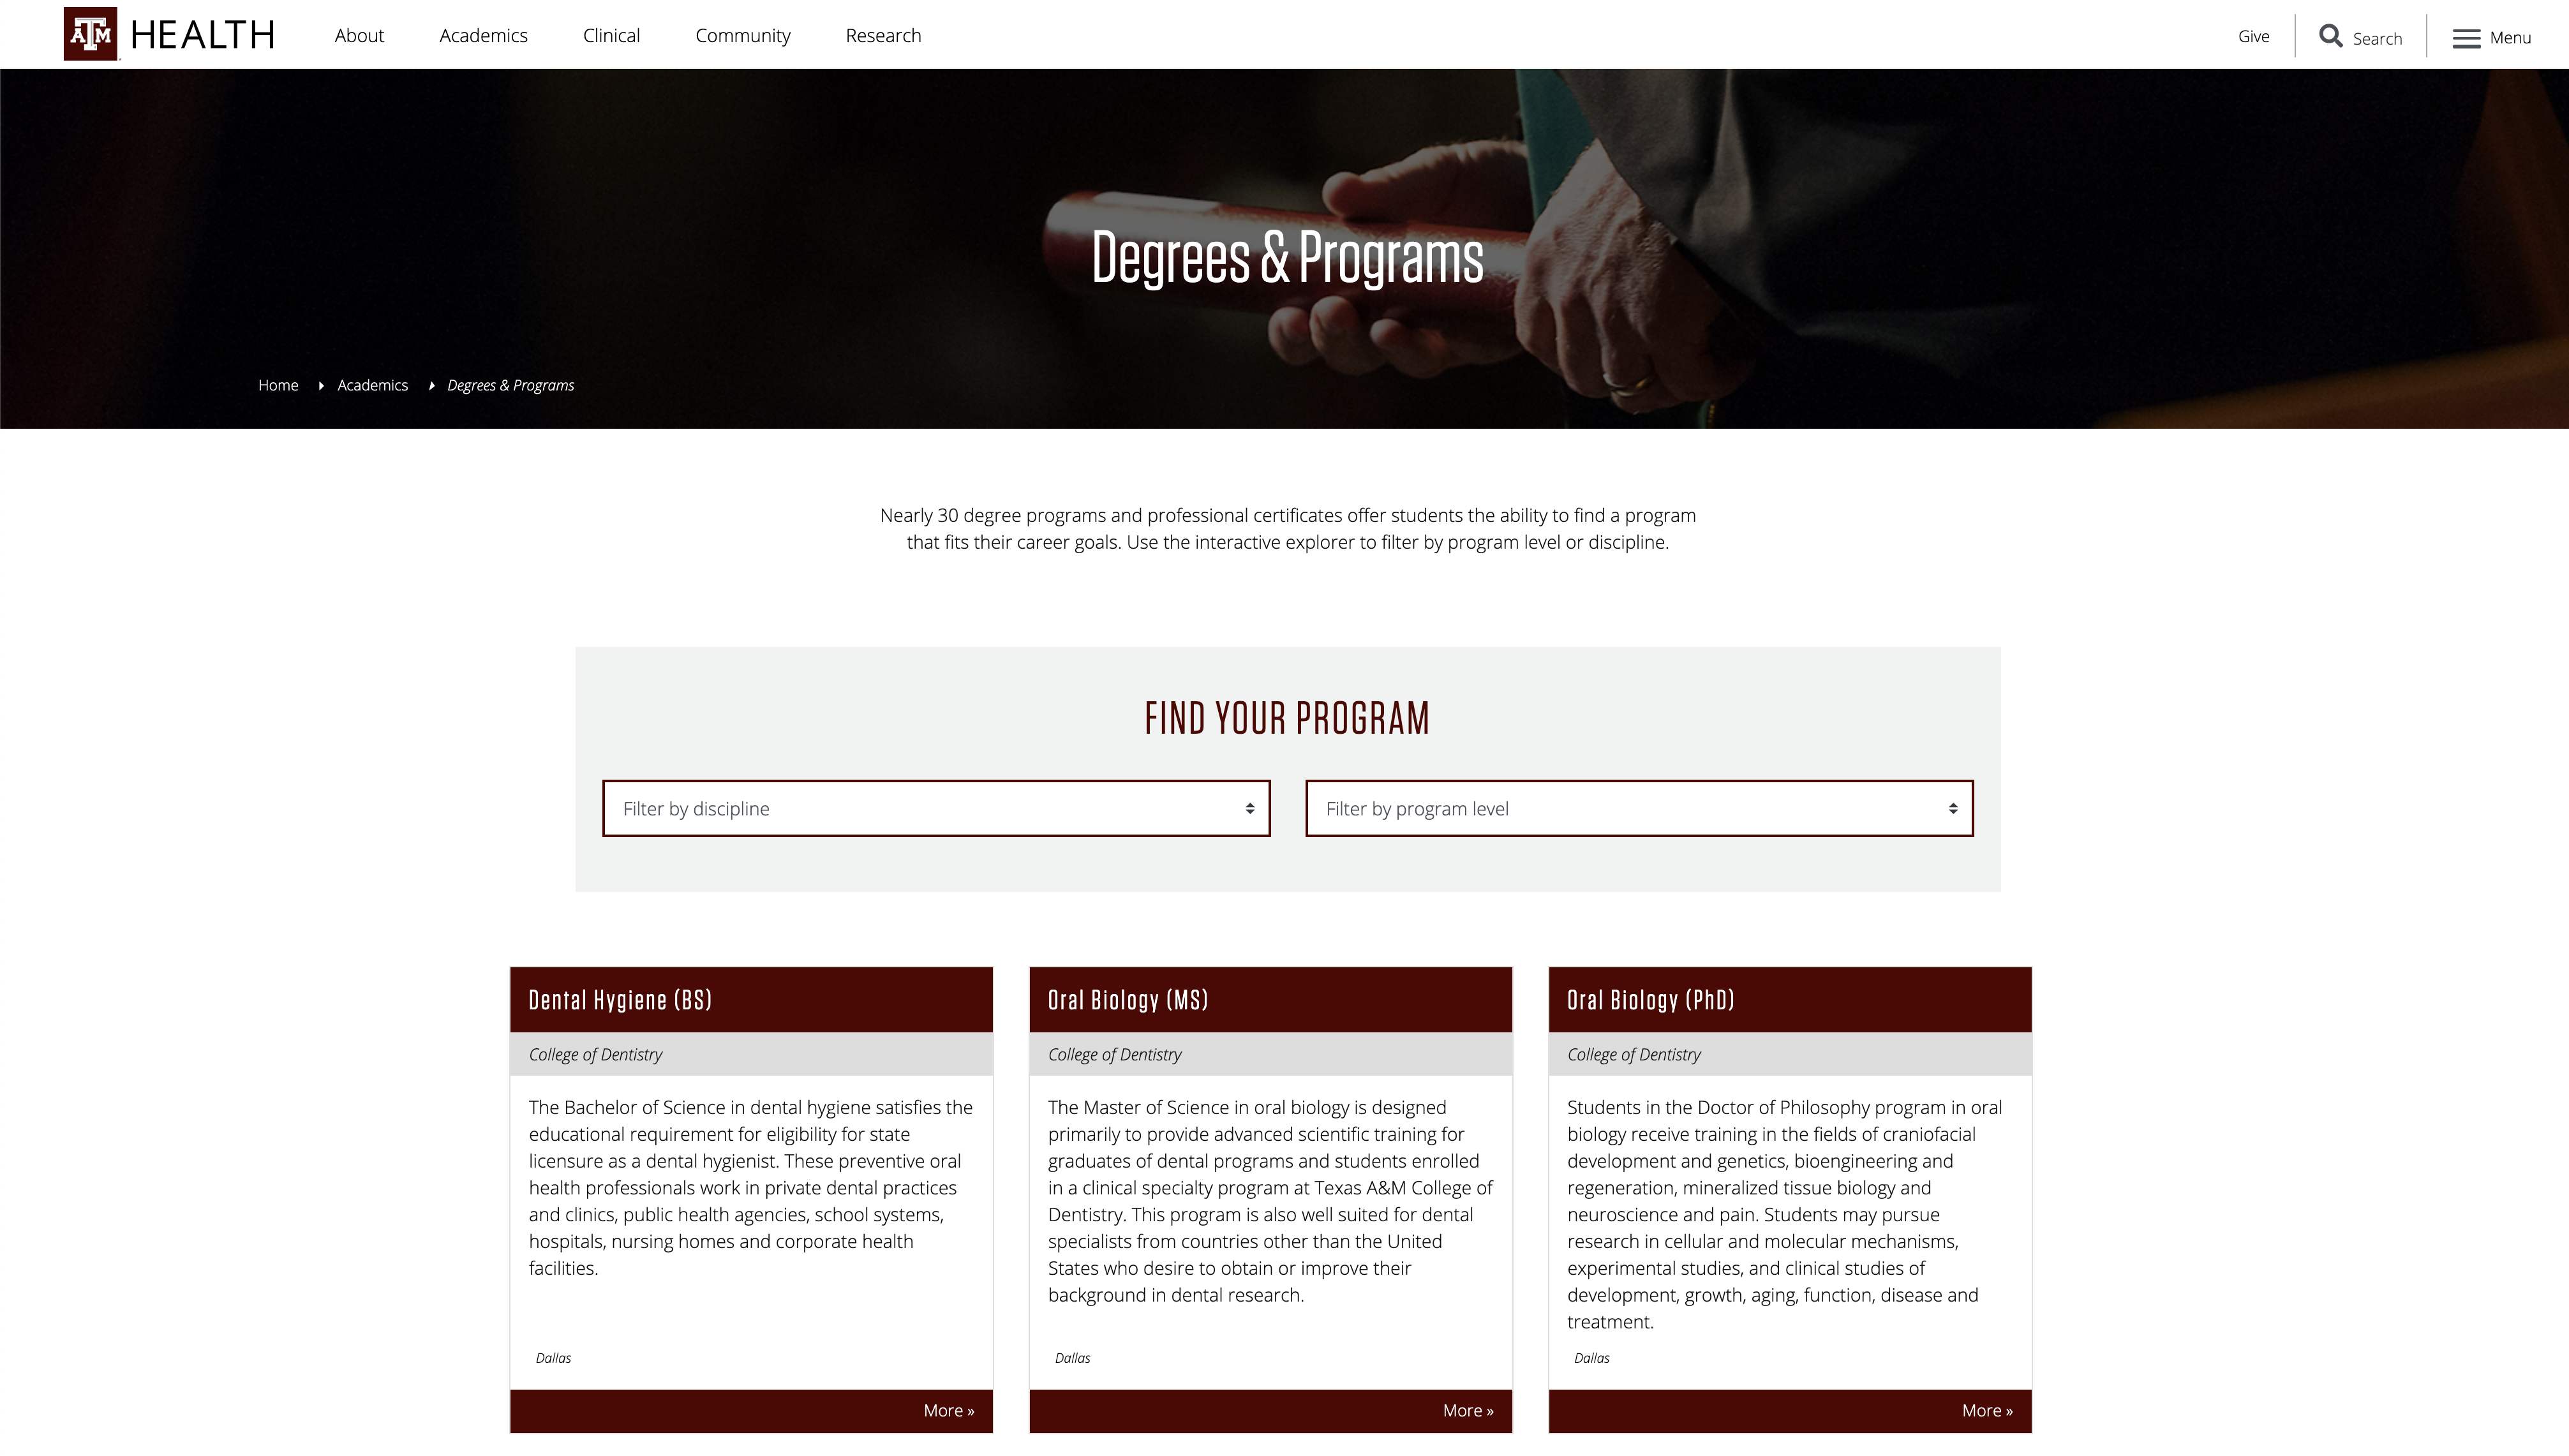 ATM HEALTH
About Academics Clinical Community Research
Give Search Menu
Degrees & Programs
Home Academics Degrees & Programs
Nearly 30 degree programs and professional certificates offer students the ability to find a program
that fits their career goals. Use the interactive explorer to filter by program level or discipline.
FIND YOUR PROGRAM
Filter by discipline
Filter by program level
Dental Hygiene (BS)
College of Dentistry
The Bachelor of Science in dental hygiene satisfies the
educational requirement for eligibility for state
licensure as a dental hygienist. These preventive oral
health professionals work in private dental practices
and clinics, public health agencies, school systems,
hospitals, nursing homes and corporate health
facilities.
Dallas
More »
Oral Biology (MS)
College of Dentistry
The Master of Science in oral biology is designed
primarily to provide advanced scientific training for
graduates of dental programs and students enrolled
in a clinical specialty program at Texas A&M College of
Dentistry. This program is also well suited for dental
specialists from countries other than the United
States who desire to obtain or improve their
background in dental research.
Dallas
More »
Oral Biology (PhD)
College of Dentistry
Students in the Doctor of Philosophy program in oral
biology receive training in the fields of craniofacial
development and genetics, bioengineering and
regeneration, mineralized tissue biology and
neuroscience and pain. Students may pursue
research in cellular and molecular mechanisms,
experimental studies, and clinical studies of
development, growth, aging, function, disease and
treatment.
Dallas
More »